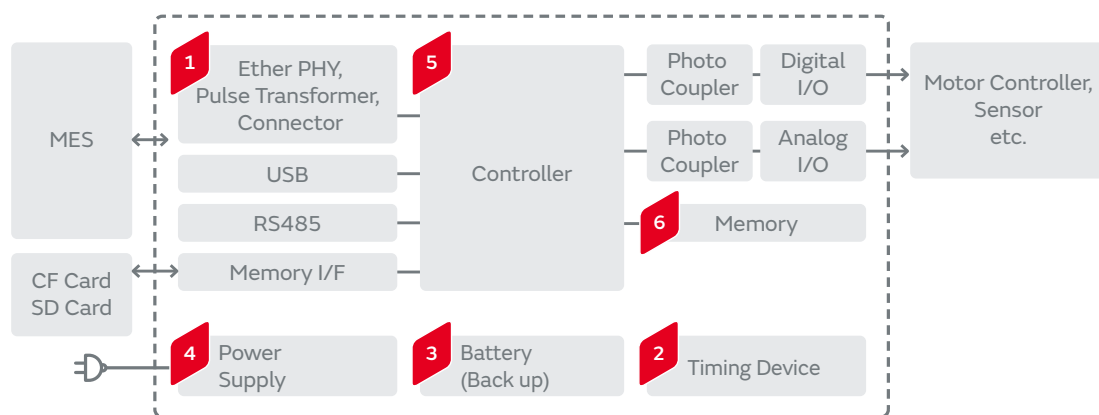 MES
CF Card
SD Card
1
Ether PHY,
Pulse Transformer,
Connector
USB
RS485
Memory I/F
5
Controller
Photo
Coupler
Digital
I/O
Photo
Coupler
Analog
I/O
6
Memory
Motor Controller,
Sensor
etc.
4
Power
Supply
3
Battery
(Back up)
2
Timing Device